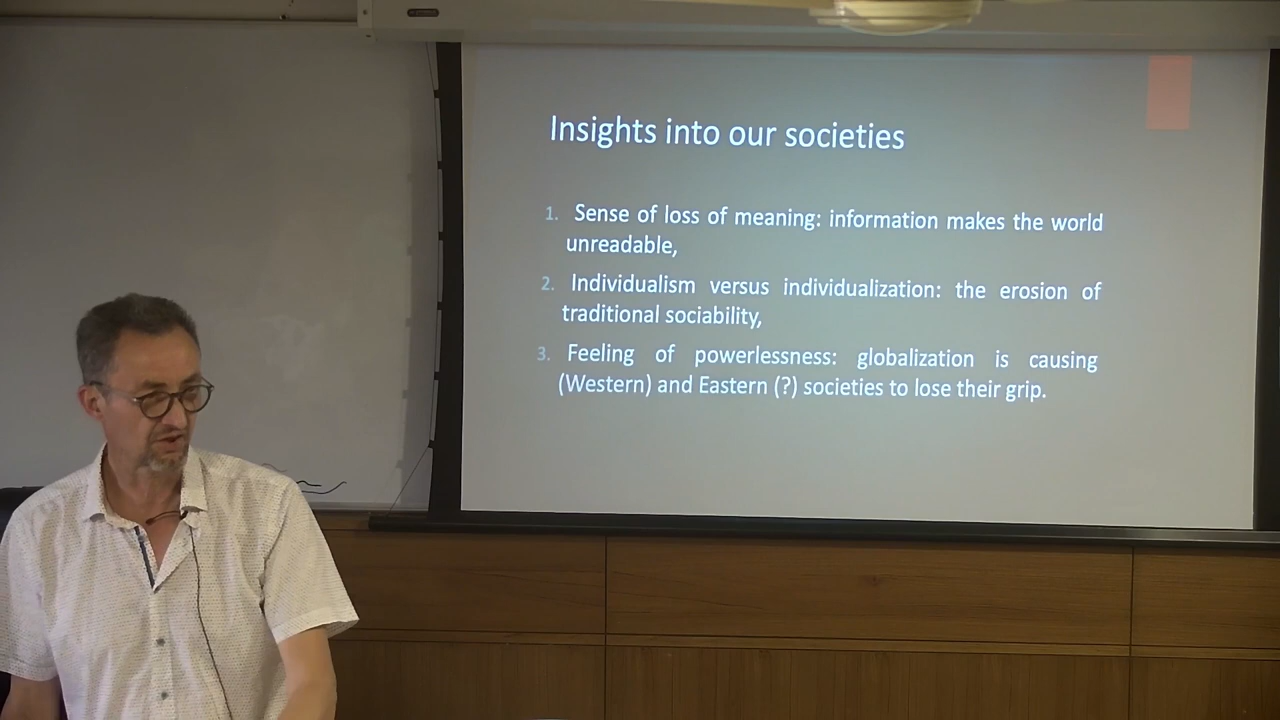 Insights into our societies
1. Sense of loss of meaning: information makes the world
unreadable,
2. Individualism versus individualization: the erosion of
traditional sociability,
3. Feeling of powerlessness: globalization is causing
(Western) and Eastern (?) societies to lose their grip.